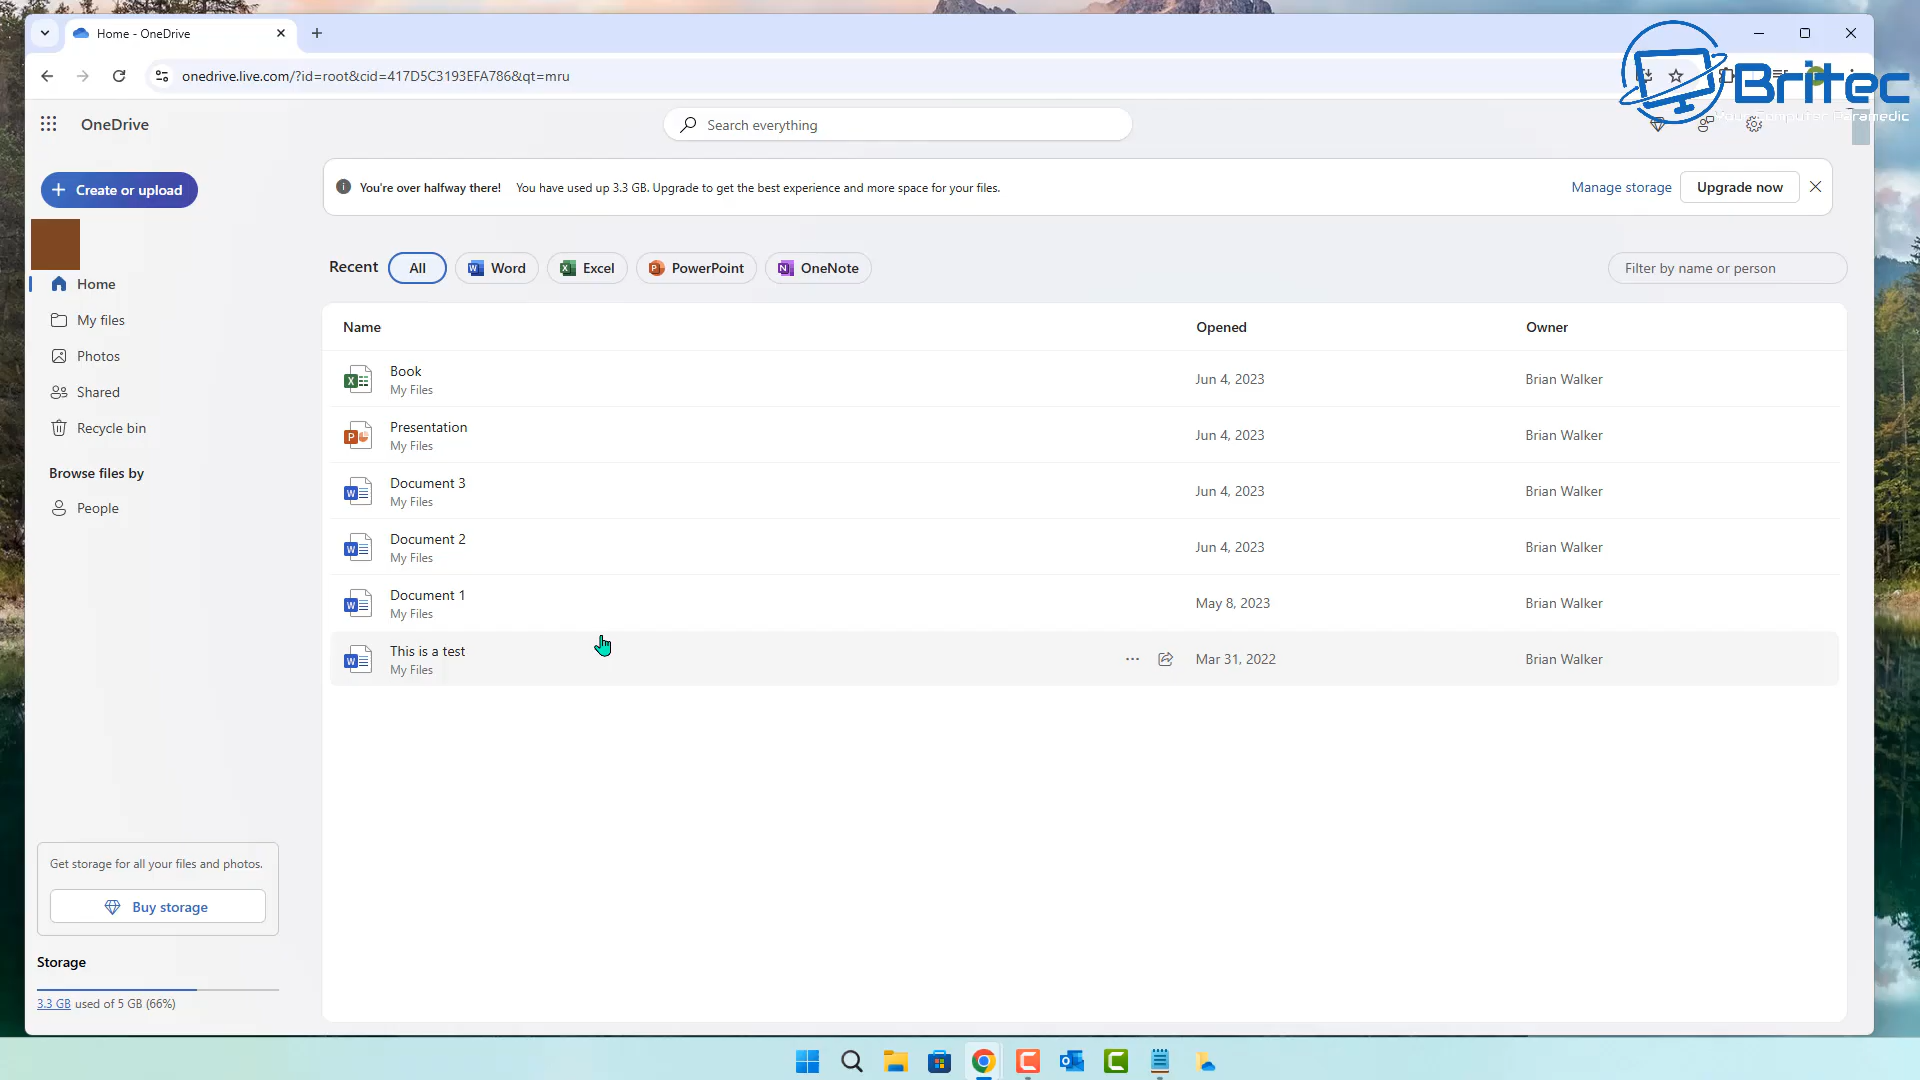 Home - OneDrive
onedrive.live.com/?id=root&cid=417D5C3193EFA786&qt=mru
Britec
Your Computer Paramedic
OneDrive
Search everything
Create or upload
You're over halfway there! You have used up 3.3 GB. Upgrade to get the best experience and more space for your files.
Manage storage
Upgrade now
Home
My files
Photos
Shared
Recycle bin
Browse files by
People
Recent
All
Word
Excel
PowerPoint
OneNote
Filter by name or person
Name Opened Owner
Book
My Files
Jun 4, 2023 Brian Walker
Presentation
My Files
Jun 4, 2023 Brian Walker
Document 3
My Files
Jun 4, 2023 Brian Walker
Document 2
My Files
Jun 4, 2023 Brian Walker
Document 1
My Files
May 8, 2023 Brian Walker
This is a test
My Files
Mar 31, 2022 Brian Walker
Get storage for all your files and photos.
Buy storage
Storage
3.3 GB used of 5 GB (66%)